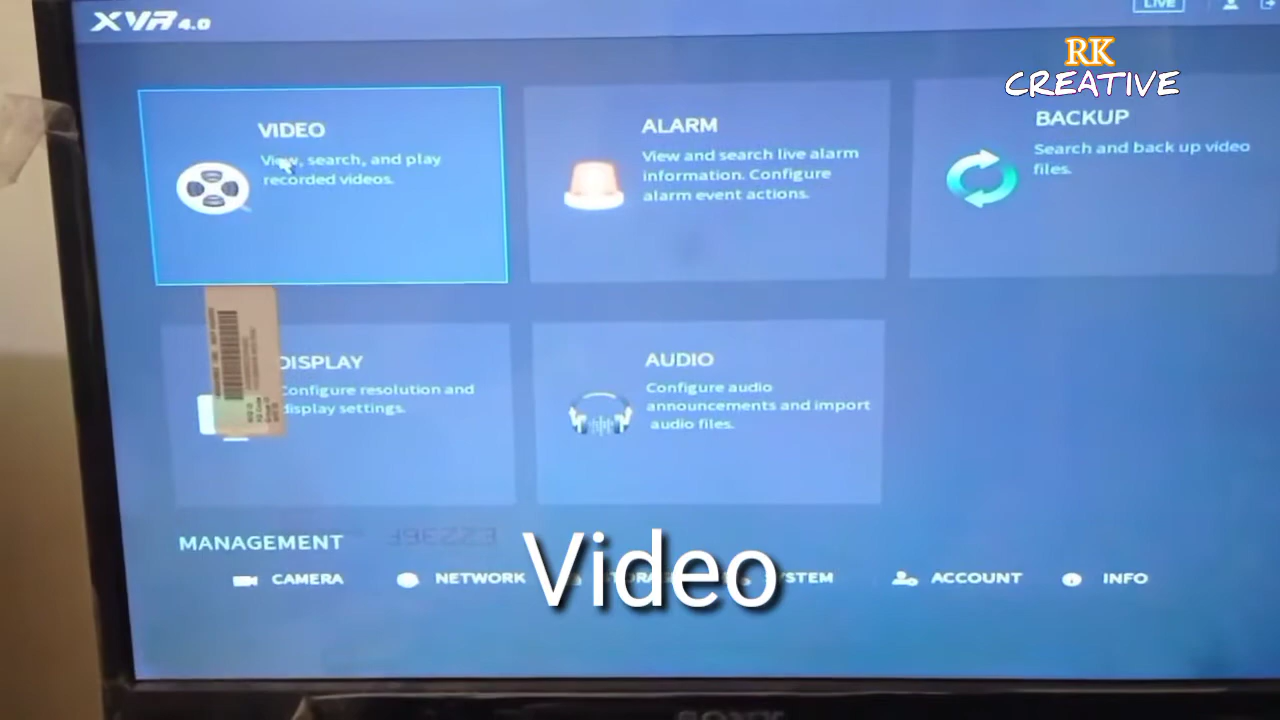 XVR 4.0
LIVE
RK
CREATIVE
VIDEO
View, search, and play
recorded videos.
ALARM
View and search live alarm
information. Configure
alarm event actions.
BACKUP
Search and back up video
files.
DISPLAY
Configure resolution and
display settings.
AUDIO
Configure audio
announcements and import
audio files.
MANAGEMENT
Video
CAMERA
NETWORK
ACCOUNT
INFO